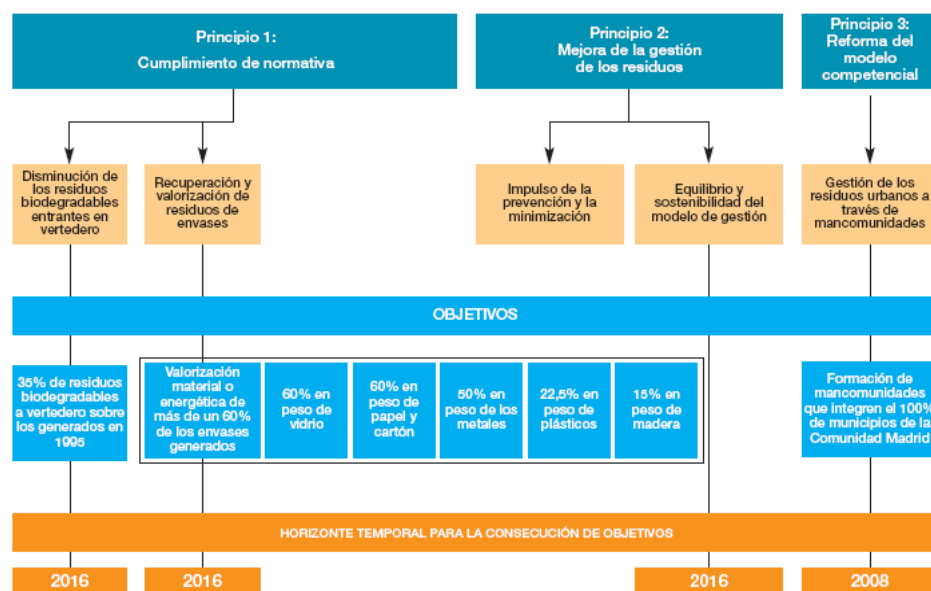 Principio 1:
Cumplimiento de normativa
Principio 2:
Mejora de la gestión
de los residuos
Principio 3:
Reforma del
modelo
competencial
Disminución de
los residuos
biodegradables
entrantes en
vertedero
Recuperación y
valorización de
residuos de
envases
Impulso de la
prevención y la
minimización
Equilibrio y
sostenibilidad del
modelo de gestión
Gestión de los
residuos urbanos a
través de
mancomunidades
OBJETIVOS
35% de residuos
biodegradables
a vertedero sobre
los generados en
1995
Valorización
material o
energética de
más de un 60%
de los envases
generados
60% en
peso de
vidrio
60% en
peso de
papel y
cartón
50% en
peso de los
metales
22,5% en
peso de
plásticos
15% en
peso de
madera
Formación de
mancomunidades
que integren el 100%
de municipios de la
Comunidad Madrid
HORIZONTE TEMPORAL PARA LA CONSECUCIÓN DE OBJETIVOS
2016
2016
2016
2008